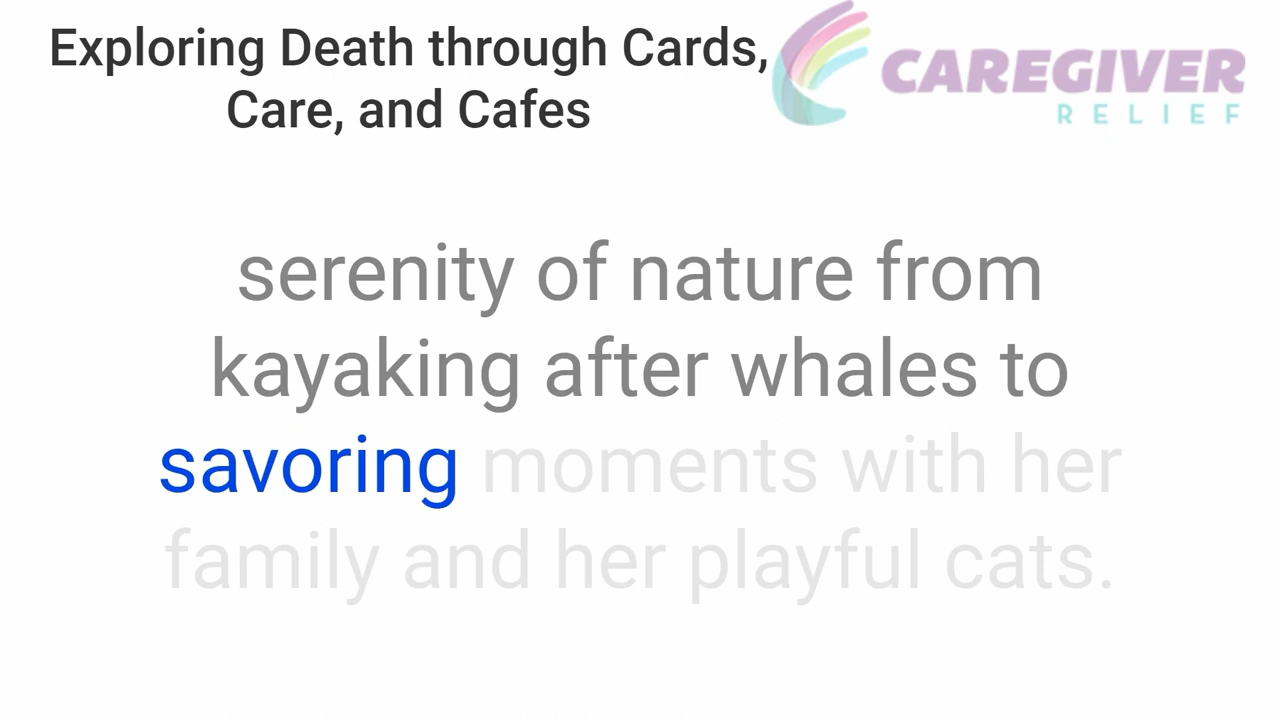 Exploring Death through Cards,
Care, and Cafes
CAREGIVER
RELIEF
serenity of nature from
kayaking after whales to
savoring moments with her
family and her playful cats.